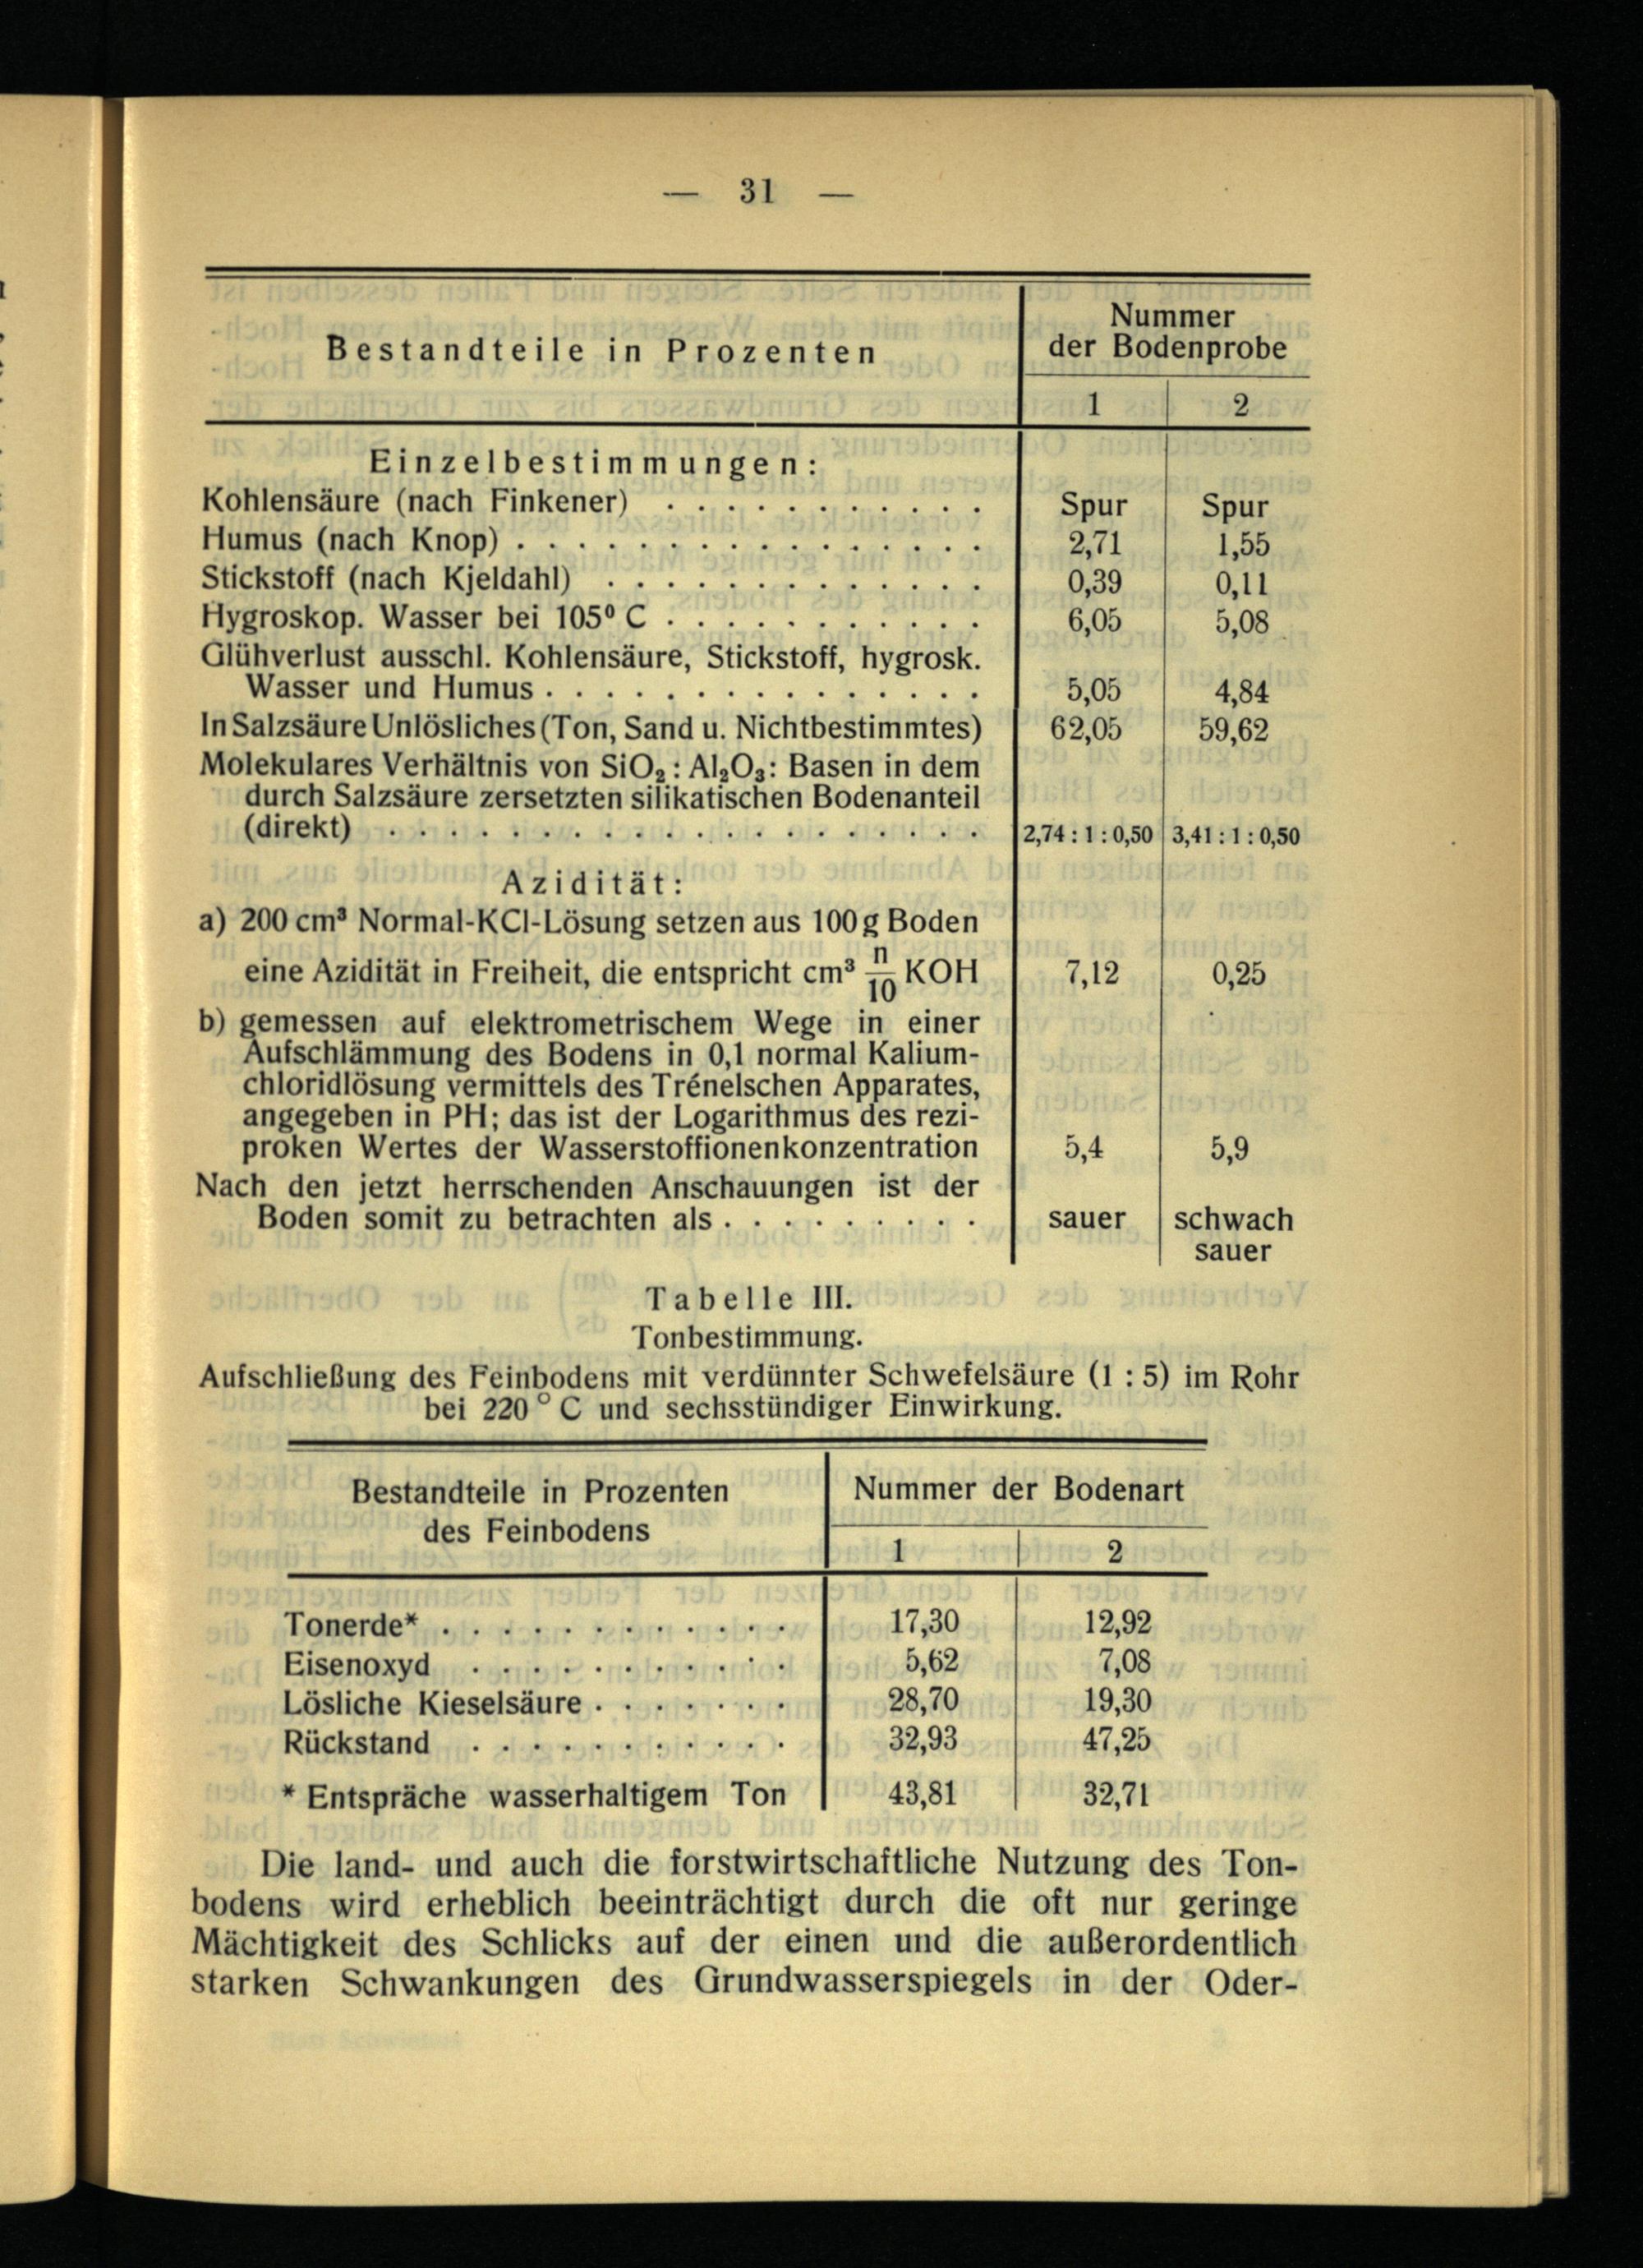 — 31 —
Bestandteile in Prozenten
Nummer
der Bodenprobe
1 2
Einzelbestimmungen:
Kohlensäure (nach Finkener) . . . . . . . . . . . Spur Spur
Humus (nach Knop) . . . . . . . . . . . . . . . . 2,71 1,55
Stickstoff (nach Kjeldahl) . . . . . . . . . . . . . 0,39 0,11
Hygroskop. Wasser bei 105⁰ C . . . . . . . . . . . 6,05 5,08
Glühverlust ausschl. Kohlensäure, Stickstoff, hygrosk.
Wasser und Humus . . . . . . . . . . . . . . . 5,05 4,84
In Salzsäure Unlösliches (Ton, Sand u. Nichtbestimmtes) 62,05 59,62
Molekulares Verhältnis von SiO₂ : Al₂O₃ : Basen in dem
durch Salzsäure zersetzten silikatischen Bodenanteil
(direkt) . . . . . . . . . . . . . . . . . . . . 2,74 : 1 : 0,50 3,41 : 1 : 0,50
Azidität:
a) 200 cm³ Normal-KCl-Lösung setzen aus 100 g Boden
eine Azidität in Freiheit, die entspricht cm³ n/10 KOH 7,12 0,25
b) gemessen auf elektrometrischem Wege in einer
Aufschlämmung des Bodens in 0,1 normal Kalium-
chloridlösung vermittels des Trénelschen Apparates,
angegeben in PH; das ist der Logarithmus des rezi-
proken Wertes der Wasserstoffionenkonzentration 5,4 5,9
Nach den jetzt herrschenden Anschauungen ist der
Boden somit zu betrachten als . . . . . . . . . sauer schwach
sauer
Tabelle III.
Tonbestimmung.
Aufschließung des Feinbodens mit verdünnter Schwefelsäure (1 : 5) im Rohr
bei 220 ° C und sechsstündiger Einwirkung.
Bestandteile in Prozenten
des Feinbodens
Nummer der Bodenart
1 2
Tonerde* . . . . . . . . . . . . 17,30 12,92
Eisenoxyd . . . . . . . . . . . 5,62 7,08
Lösliche Kieselsäure . . . . . . . 28,70 19,30
Rückstand . . . . . . . . . . . 32,93 47,25
* Entspräche wasserhaltigem Ton 43,81 32,71
Die land- und auch die forstwirtschaftliche Nutzung des Ton-
bodens wird erheblich beeinträchtigt durch die oft nur geringe
Mächtigkeit des Schlicks auf der einen und die außerordentlich
starken Schwankungen des Grundwasserspiegels in der Oder-